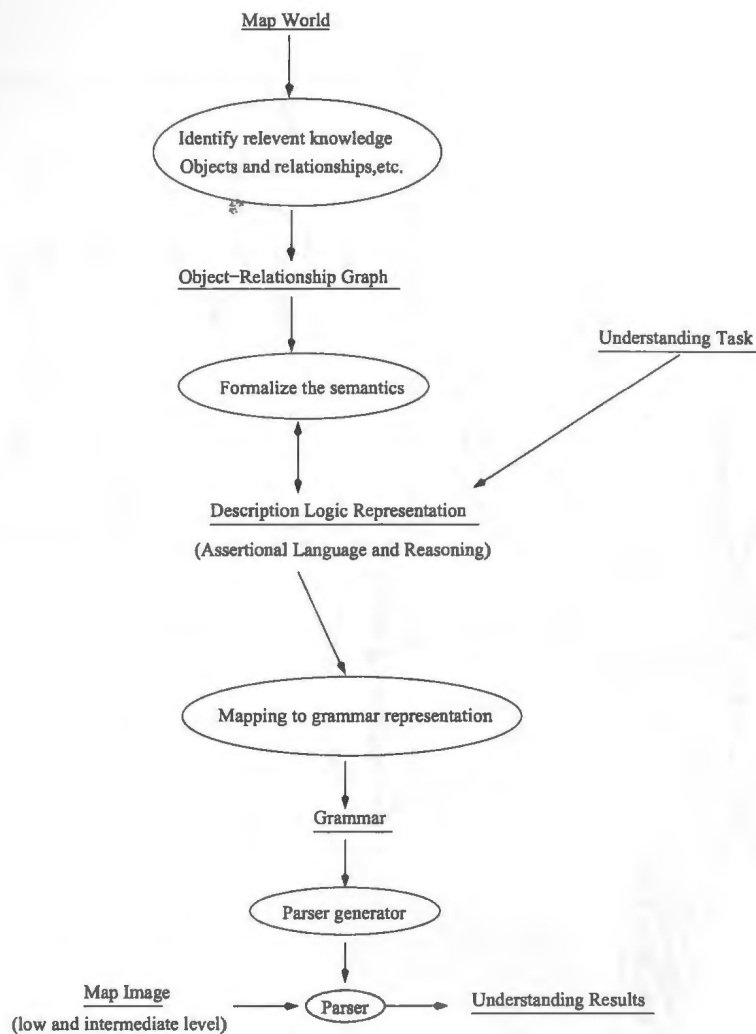 Map World
Identify relevent knowledge
Objects and relationships,etc.
Object-Relationship Graph
Understanding Task
Formalize the semantics
Description Logic Representation
(Assertional Language and Reasoning)
Mapping to grammar representation
Grammar
Parser generator
Map Image
(low and intermediate level)
Parser
Understanding Results